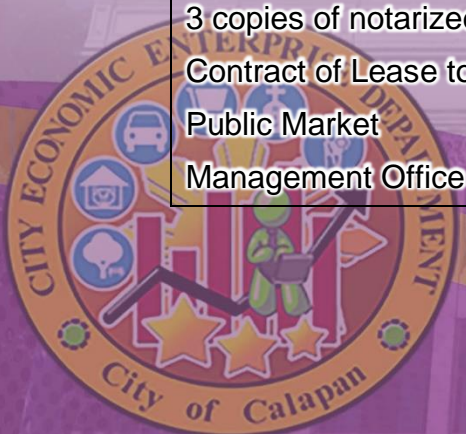 3 copies of notarized
Contract of Lease to
Public Market
Management Office
CITY ECONOMIC ENTERPRISE DEPARTMENT
City of Calapan